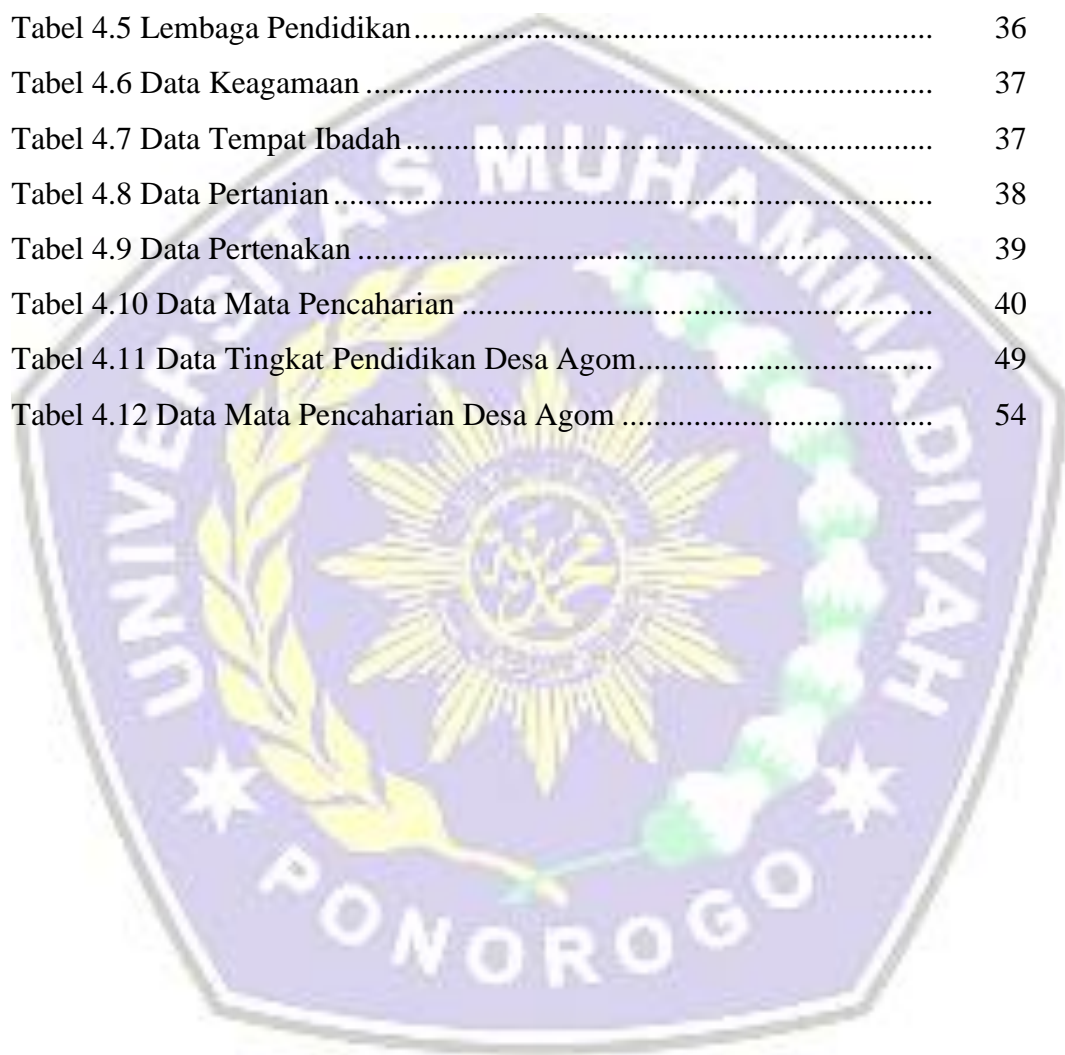 Tabel 4.5 Lembaga Pendidikan................................................................ 36
Tabel 4.6 Data Keagamaan ...................................................................... 37
Tabel 4.7 Data Tempat Ibadah................................................................. 37
Tabel 4.8 Data Pertanian.......................................................................... 38
Tabel 4.9 Data Pertenakan ....................................................................... 39
Tabel 4.10 Data Mata Pencaharian .......................................................... 40
Tabel 4.11 Data Tingkat Pendidikan Desa Agom..................................... 49
Tabel 4.12 Data Mata Pencaharian Desa Agom ...................................... 54
UNIVERSITAS MUHAMMADIYAH
PONOROGO